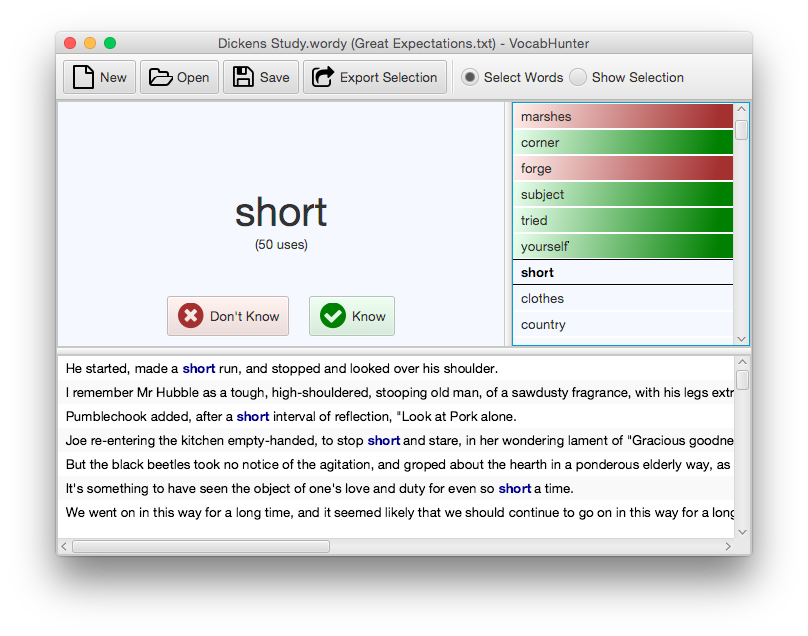 Dickens Study.wordy (Great Expectations.txt) - VocabHunter
New Open Save Export Selection Select Words Show Selection
short
(50 uses)
Don't Know Know
marshes
corner
forge
subject
tried
yourself
short
clothes
country
He started, made a short run, and stopped and looked over his shoulder.
I remember Mr Hubble as a tough, high-shouldered, stooping old man, of a sawdusty fragrance, with his legs extr
Pumblechook added, after a short interval of reflection, "Look at Pork alone.
Joe re-entering the kitchen empty-handed, to stop short and stare, in her wondering lament of "Gracious goodne
But the black beetles took no notice of the agitation, and groped about the hearth in a ponderous elderly way, as
It's something to have seen the object of one's love and duty for even so short a time.
We went on in this way for a long time, and it seemed likely that we should continue to go on in this way for a long